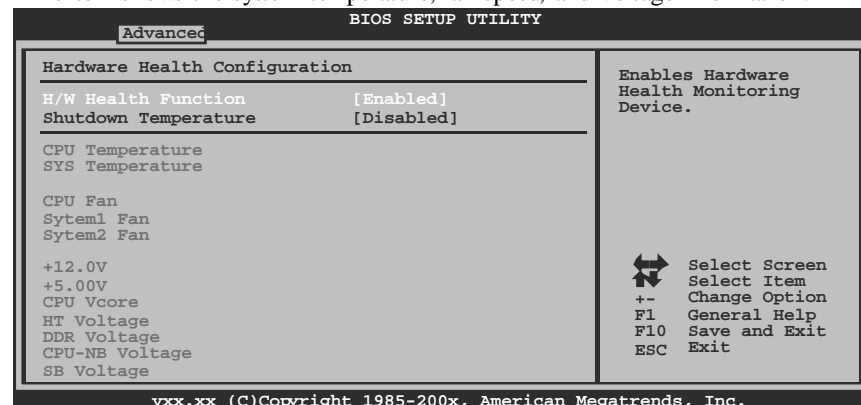 BIOS SETUP UTILITY
Advanced
Hardware Health Configuration
H/W Health Function [Enabled]
Shutdown Temperature [Disabled]
CPU Temperature
SYS Temperature
CPU Fan
Sytem1 Fan
Sytem2 Fan
+12.0V
+5.00V
CPU Vcore
HT Voltage
DDR Voltage
CPU-NB Voltage
SB Voltage
Enables Hardware
Health Monitoring
Device.
Select Screen
Select Item
+- Change Option
F1 General Help
F10 Save and Exit
ESC Exit
vxx.xx (C)Copyright 1985-200x, American Megatrends, Inc.